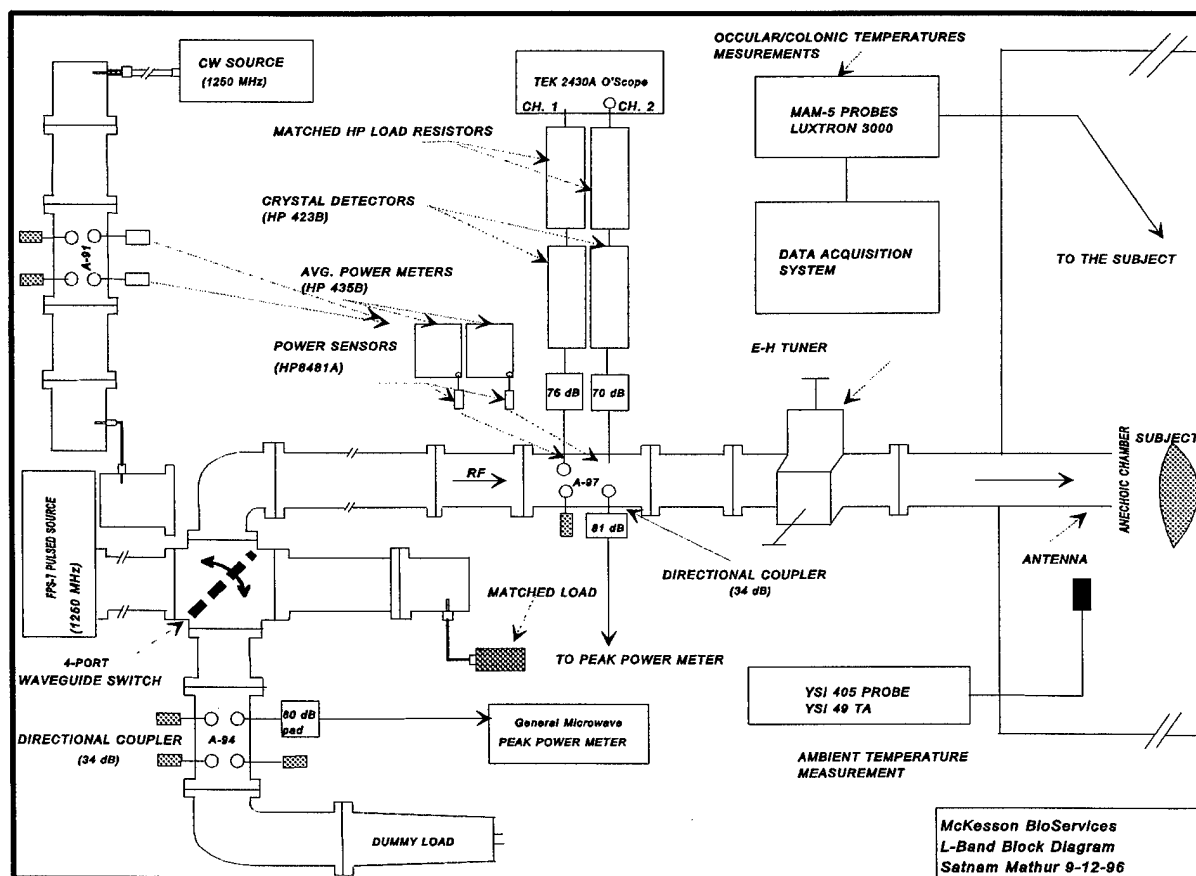 CW SOURCE
(1250 MHz)
TEK 2430A O'Scope
CH. 1
CH. 2
OCCULAR/COLONIC TEMPERATURES
MESUREMENTS
MAM-5 PROBES
LUXTRON 3000
MATCHED HP LOAD RESISTORS
CRYSTAL DETECTORS
(HP 423B)
A-91
AVG. POWER METERS
(HP 435B)
DATA ACQUISITION
SYSTEM
TO THE SUBJECT
POWER SENSORS
(HP8481A)
E-H TUNER
76 dB
70 dB
RF
A-97
81 dB
ANECHOIC CHAMBER
SUBJECT
FPS-7 PULSED SOURCE
(1250 MHz)
DIRECTIONAL COUPLER
(34 dB)
ANTENNA
MATCHED LOAD
TO PEAK POWER METER
4-PORT
WAVEGUIDE SWITCH
YSI 405 PROBE
YSI 49 TA
DIRECTIONAL COUPLER
(34 dB)
A-94
80 dB
pad
General Microwave
PEAK POWER METER
AMBIENT TEMPERATURE
MEASUREMENT
DUMMY LOAD
McKesson BioServices
L-Band Block Diagram
Satnam Mathur 9-12-96